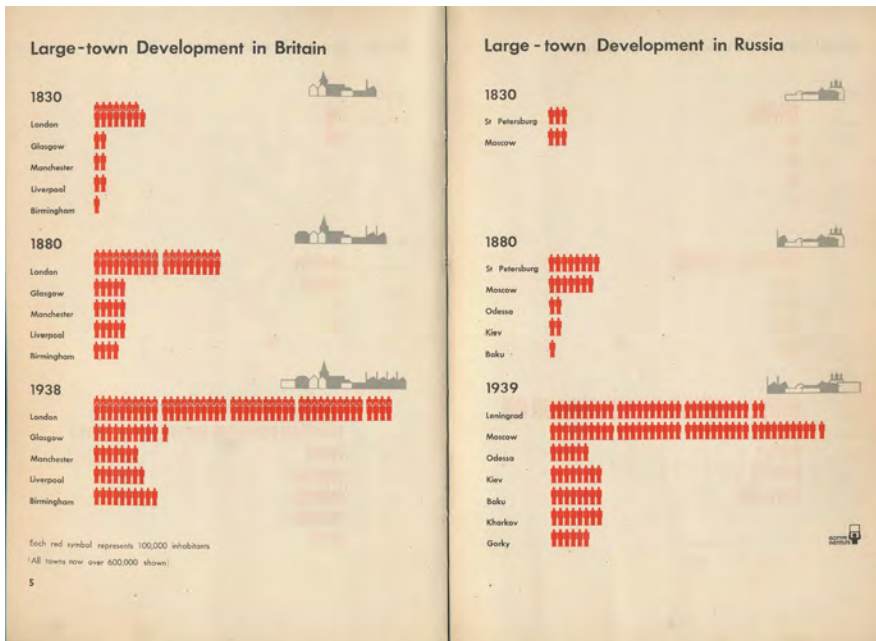 Large-town Development in Britain
1830
London
Glasgow
Manchester
Liverpool
Birmingham
1880
London
Glasgow
Manchester
Liverpool
Birmingham
1938
London
Glasgow
Manchester
Liverpool
Birmingham
Each red symbol represents 100,000 inhabitants
(All towns now over 600,000 shown)
5
Large-town Development in Russia
1830
St Petersburg
Moscow
1880
St Petersburg
Moscow
Odessa
Kiev
Baku
1939
Leningrad
Moscow
Odessa
Kiev
Baku
Kharkov
Gorky
ISOTYPE
INSTITUTE